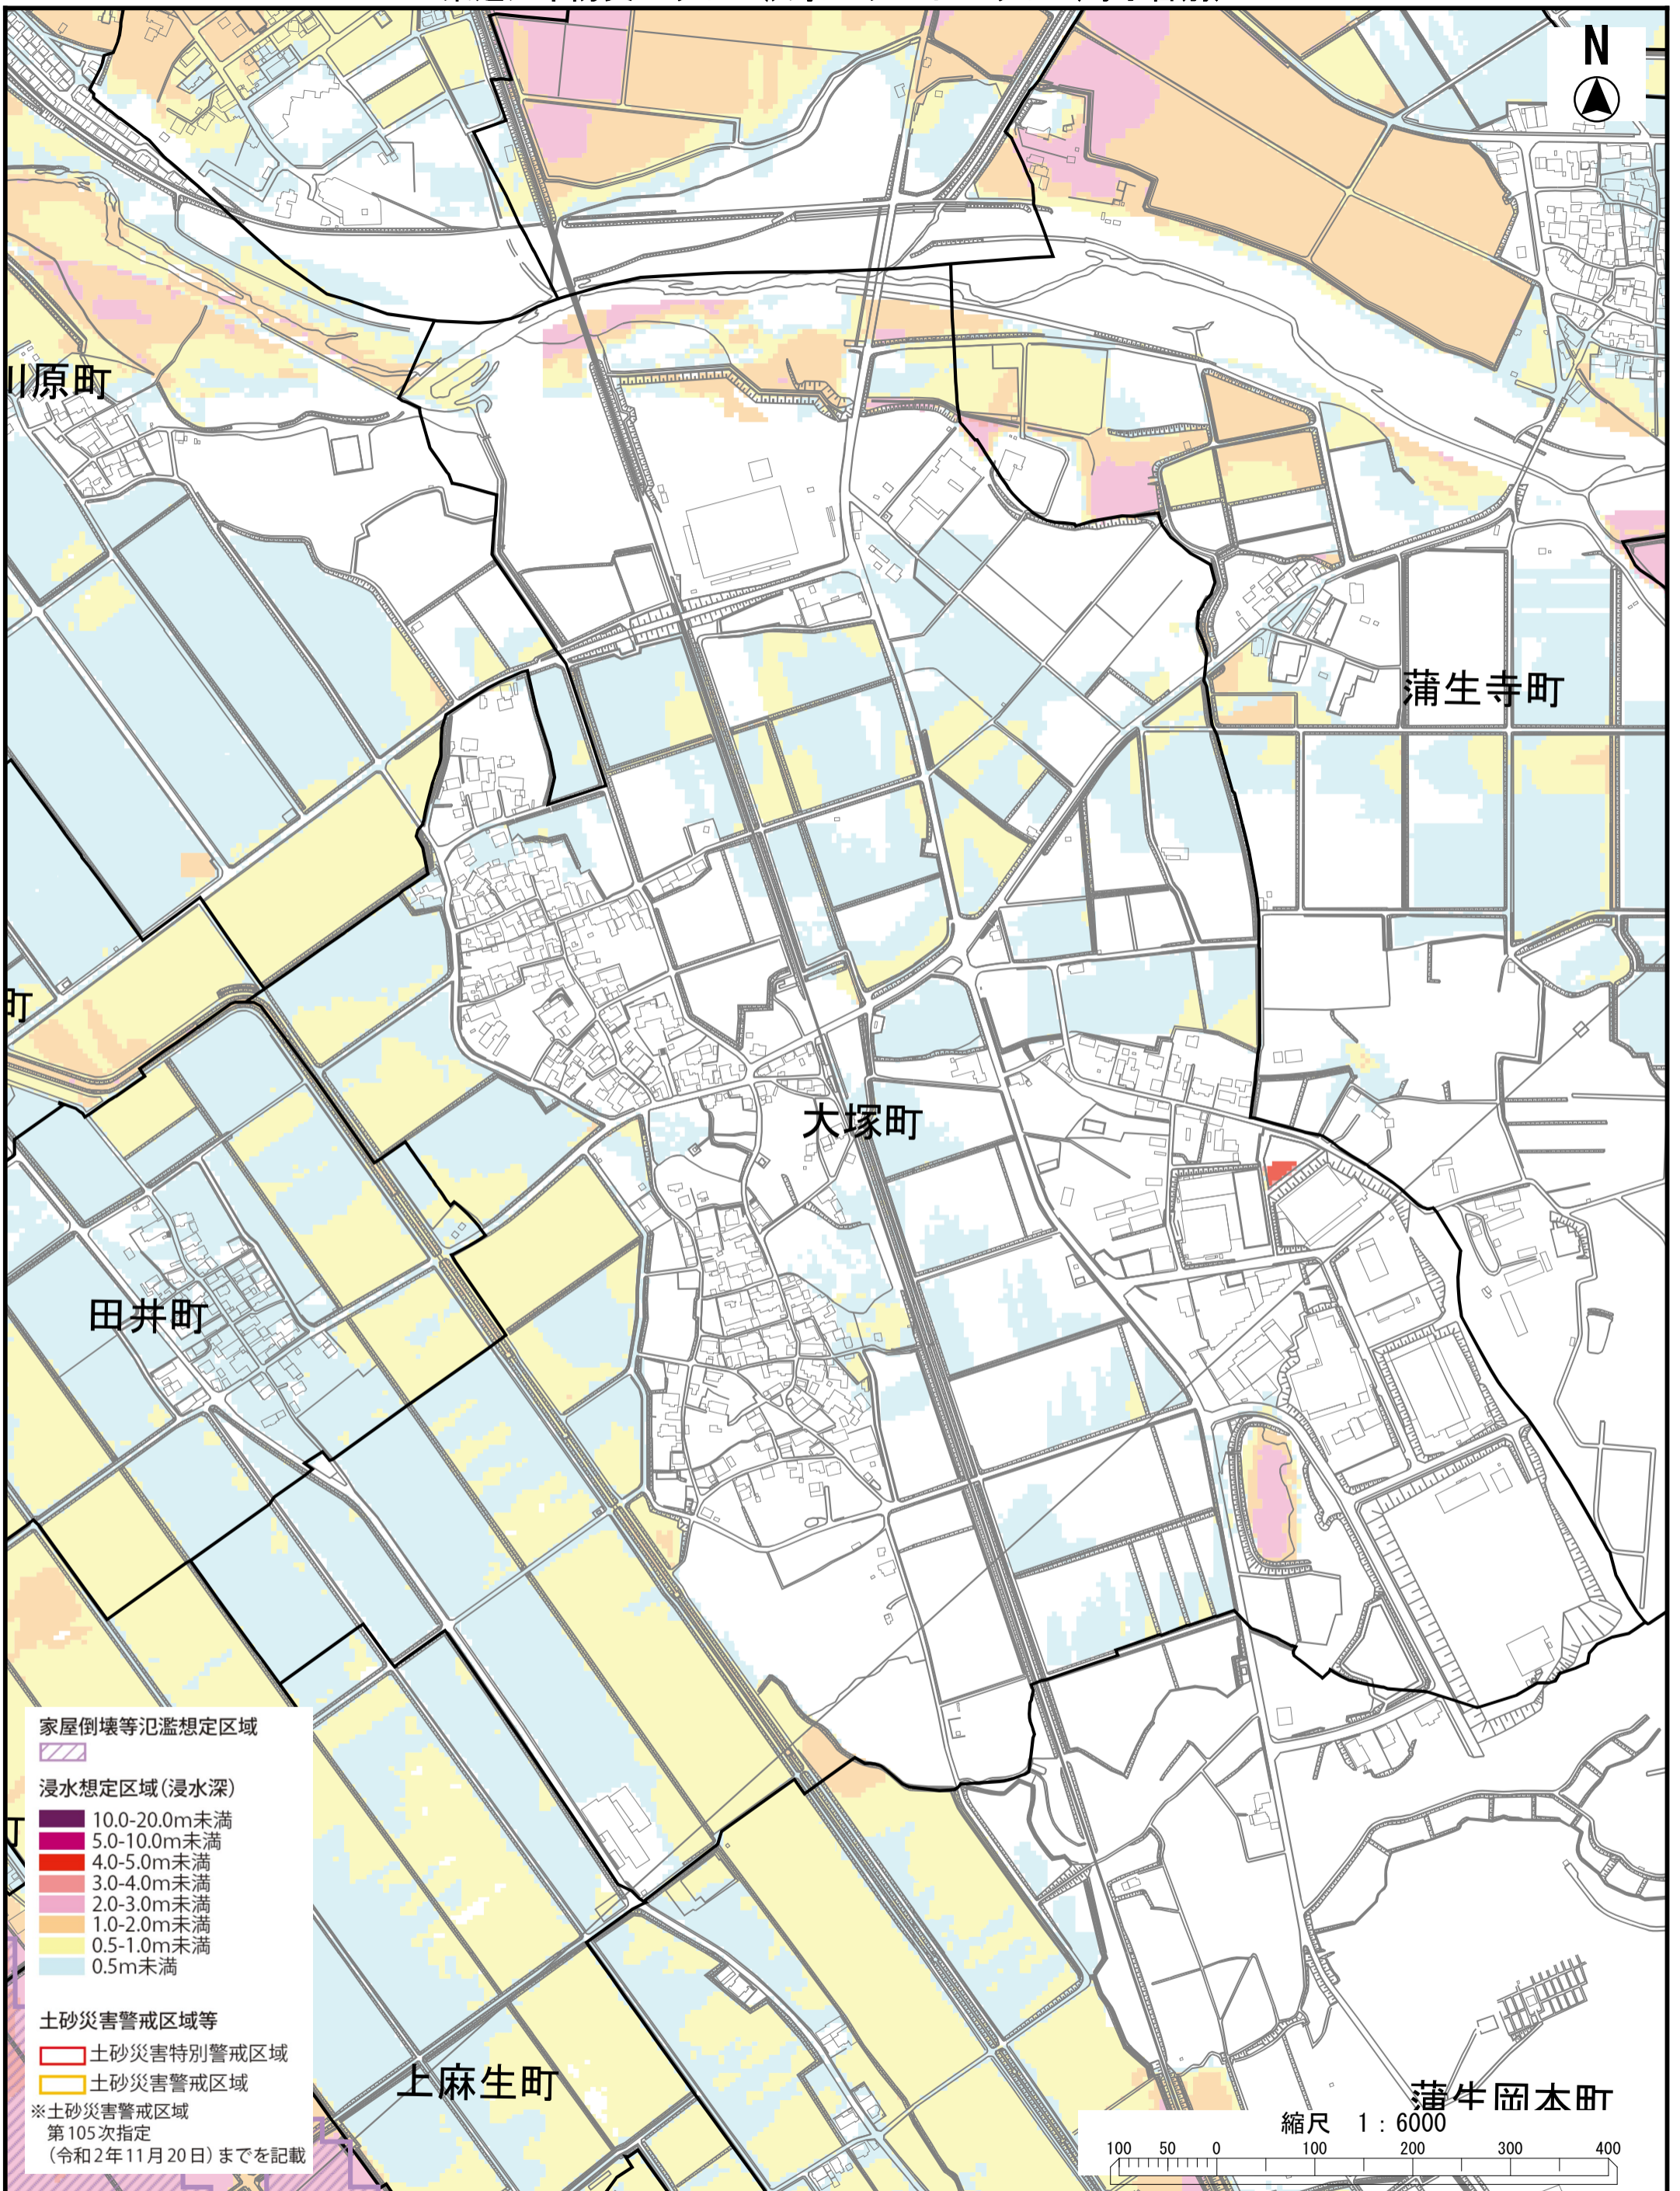 N
川原町
蒲生寺町
町
大塚町
田井町
家屋倒壊等氾濫想定区域
浸水想定区域(浸水深)
10.0-20.0m未満
5.0-10.0m未満
4.0-5.0m未満
3.0-4.0m未満
2.0-3.0m未満
1.0-2.0m未満
0.5-1.0m未満
0.5m未満
土砂災害警戒区域等
土砂災害特別警戒区域
土砂災害警戒区域
※土砂災害警戒区域
第105次指定
(令和2年11月20日)までを記載
上麻生町
蒲生岡本町
縮尺 1:6000
100 50 0 100 200 300 400